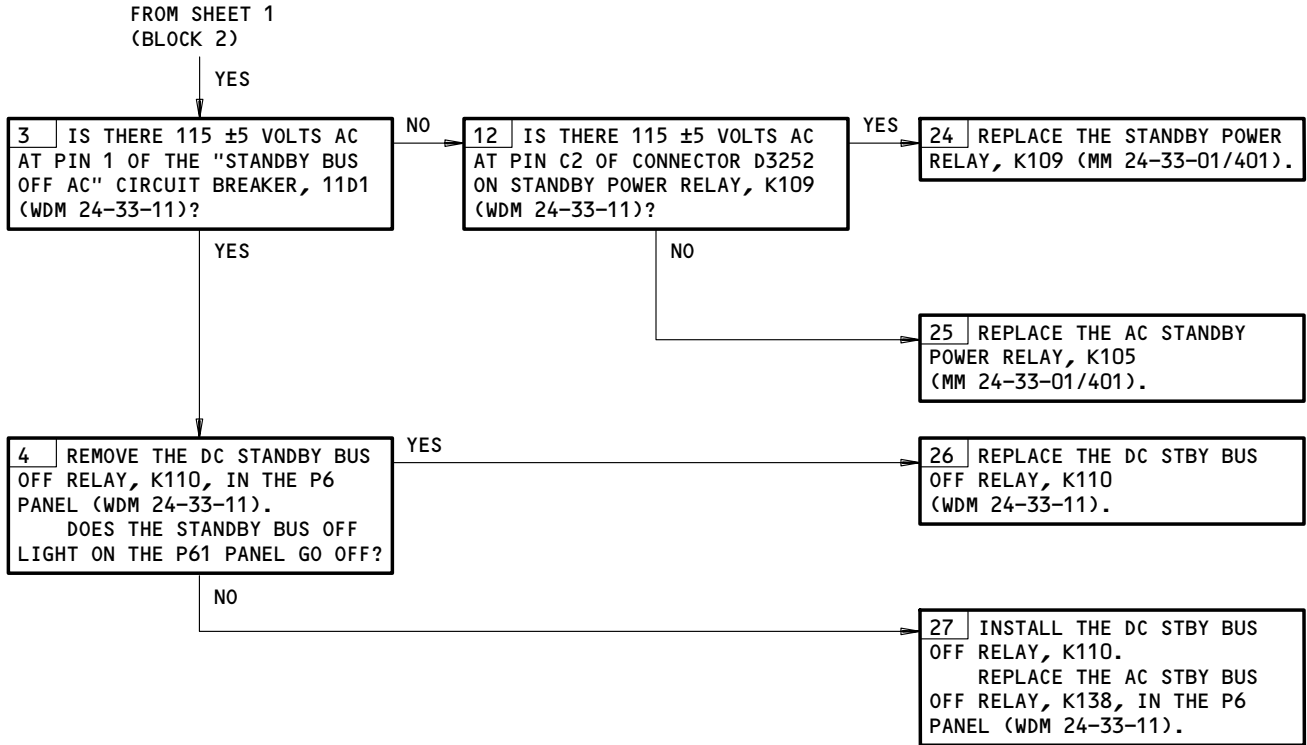 FROM SHEET 1
(BLOCK 2)
YES
3 IS THERE 115 ±5 VOLTS AC
AT PIN 1 OF THE "STANDBY BUS
OFF AC" CIRCUIT BREAKER, 11D1
(WDM 24-33-11)?
NO
12 IS THERE 115 ±5 VOLTS AC
AT PIN C2 OF CONNECTOR D3252
ON STANDBY POWER RELAY, K109
(WDM 24-33-11)?
YES
24 REPLACE THE STANDBY POWER
RELAY, K109 (MM 24-33-01/401).
YES
NO
25 REPLACE THE AC STANDBY
POWER RELAY, K105
(MM 24-33-01/401).
4 REMOVE THE DC STANDBY BUS
OFF RELAY, K110, IN THE P6
PANEL (WDM 24-33-11).
DOES THE STANDBY BUS OFF
LIGHT ON THE P61 PANEL GO OFF?
YES
26 REPLACE THE DC STBY BUS
OFF RELAY, K110
(WDM 24-33-11).
NO
27 INSTALL THE DC STBY BUS
OFF RELAY, K110.
REPLACE THE AC STBY BUS
OFF RELAY, K138, IN THE P6
PANEL (WDM 24-33-11).